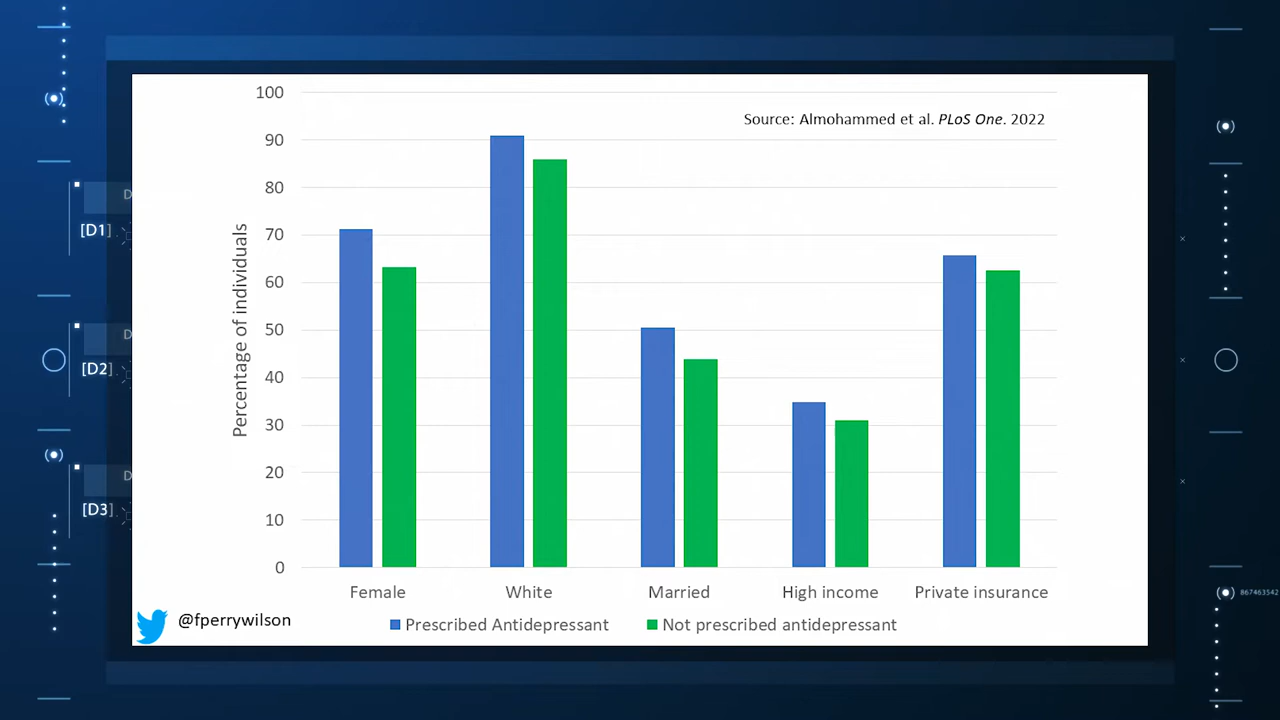 100
Source: Almohammed et al. PLoS One. 2022
90
80
70
60
50
40
30
20
10
0
Percentage of individuals
Female White Married High income Private insurance
Prescribed Antidepressant Not prescribed antidepressant
@fperrywilson
D
[D1]
D
[D2]
D
[D3]
867463542